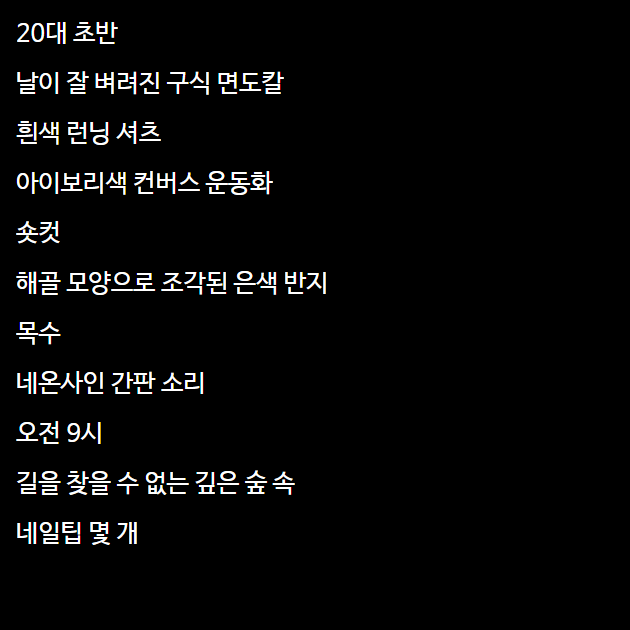 20대 초반
날이 잘 벼려진 구식 면도칼
흰색 런닝 셔츠
아이보리색 컨버스 운동화
숏컷
해골 모양으로 조각된 은색 반지
목수
네온사인 간판 소리
오전 9시
길을 찾을 수 없는 깊은 숲 속
네일팁 몇 개